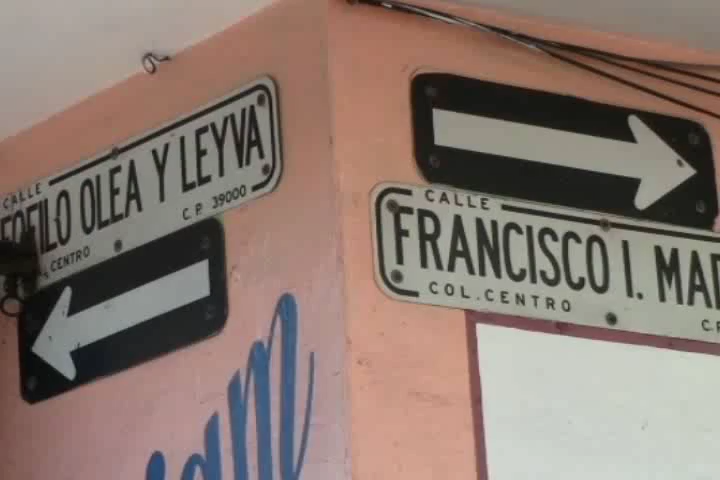 CALLE
OLEA Y LEYVA
C.P. 39000
CENTRO
CALLE
FRANCISCO I.
COL. CENTRO